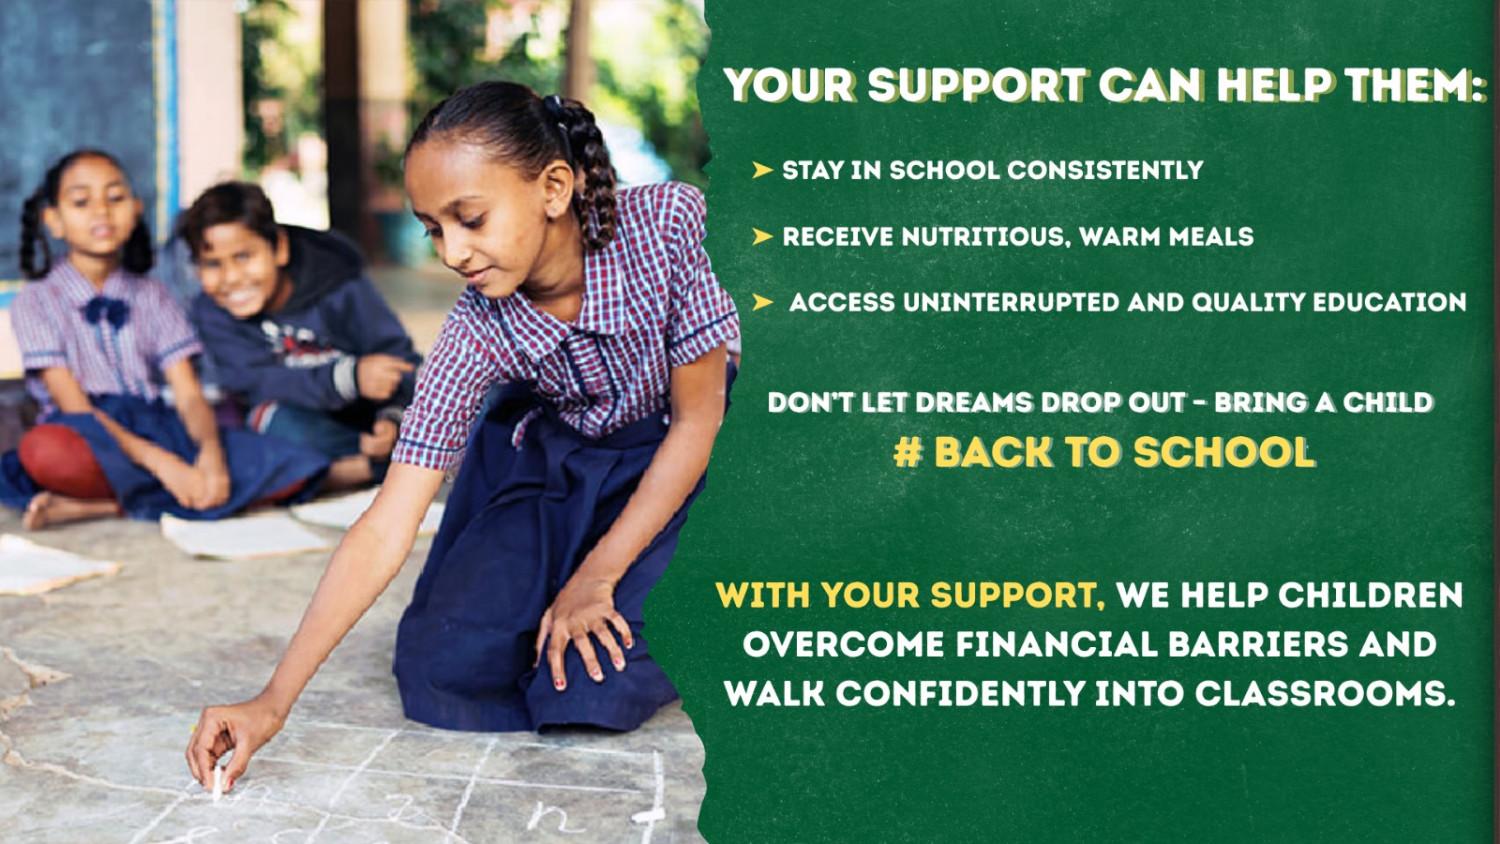 YOUR SUPPORT CAN HELP THEM:
➤ STAY IN SCHOOL CONSISTENTLY
➤ RECEIVE NUTRITIOUS, WARM MEALS
➤ ACCESS UNINTERRUPTED AND QUALITY EDUCATION
DON'T LET DREAMS DROP OUT – BRING A CHILD
# BACK TO SCHOOL
WITH YOUR SUPPORT, WE HELP CHILDREN
OVERCOME FINANCIAL BARRIERS AND
WALK CONFIDENTLY INTO CLASSROOMS.
n